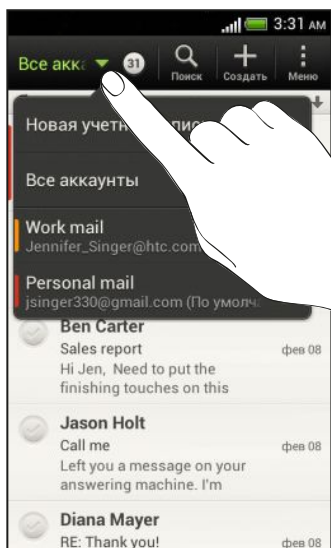 3:31 AM
Все акка
31
Поиск
Создать
Меню
Новая учетн
Все аккаунты
Work mail
Jennifer_Singer@htc.com
Personal mail
jsinger330@gmail.com (По умолч
Ben Carter
Sales report
фев 08
Hi Jen, Need to put the
finishing touches on this
Jason Holt
Call me
фев 08
Left you a message on your
answering machine. I'm
Diana Mayer
RE: Thank you!
фев 08